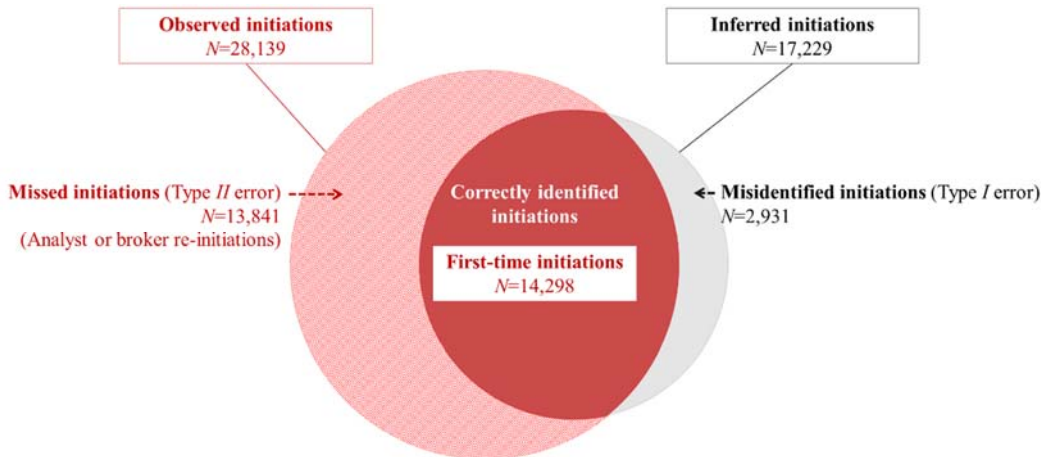 Observed initiations
N=28,139
Inferred initiations
N=17,229
Missed initiations (Type II error)
N=13,841
(Analyst or broker re-initiations)
Correctly identified
initiations
First-time initiations
N=14,298
Misidentified initiations (Type I error)
N=2,931